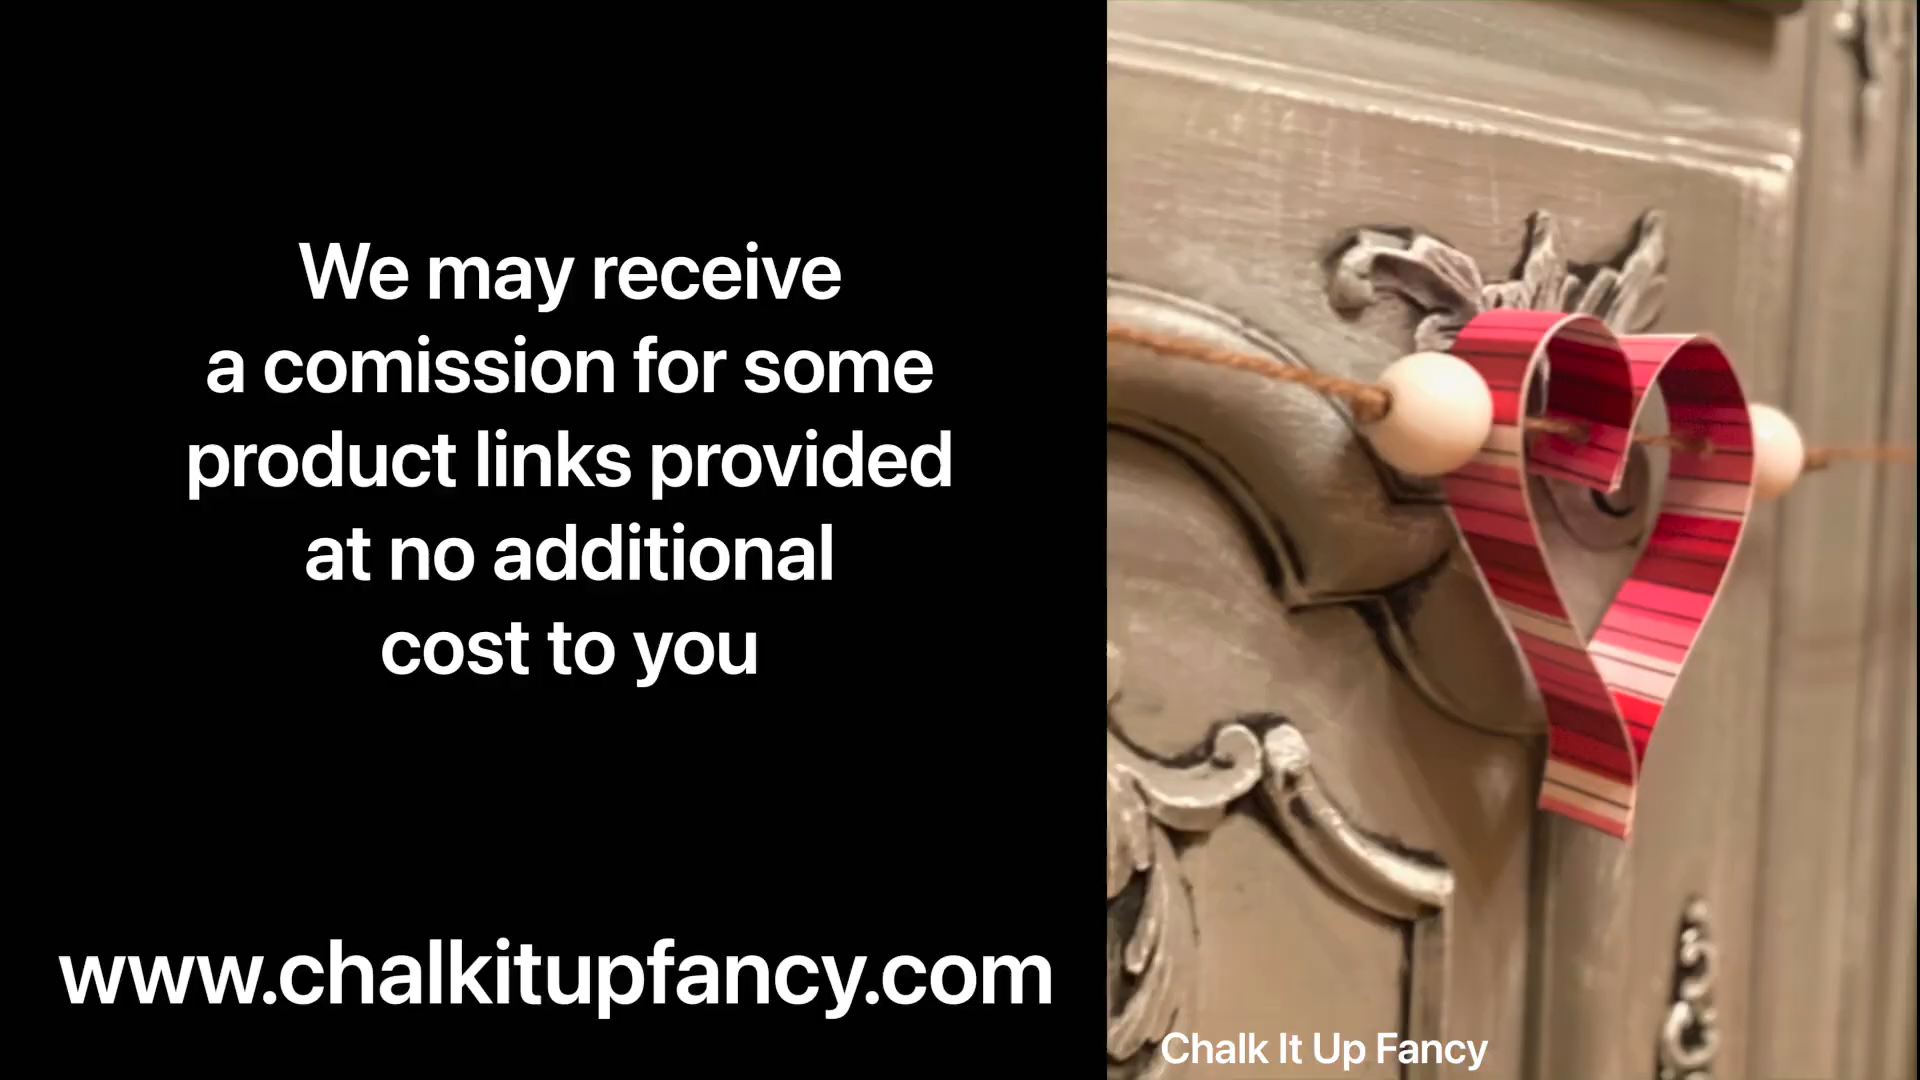 We may receive
a comission for some
product links provided
at no additional
cost to you
www.chalkitupfancy.com
Chalk It Up Fancy